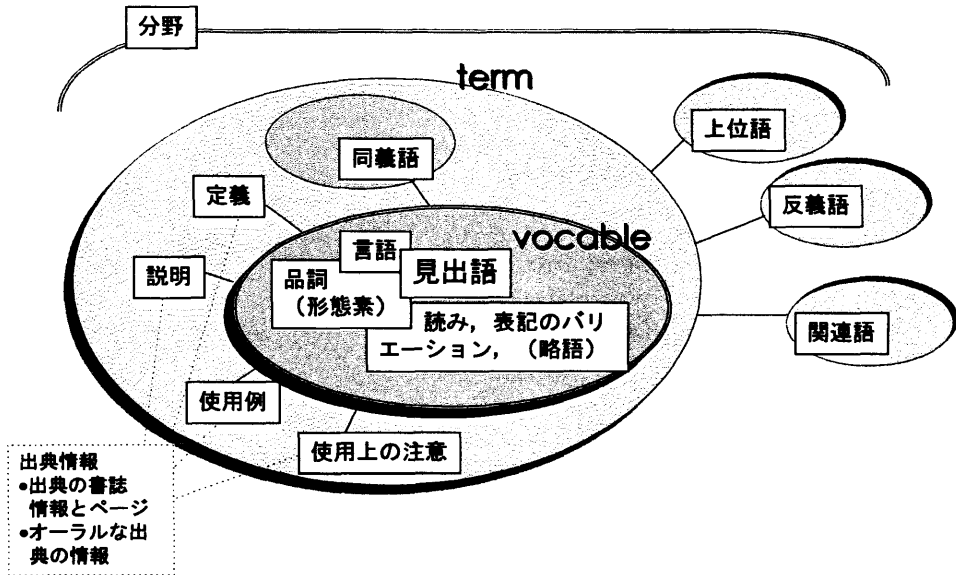 分野
term
上位語
同義語
定義
反義語
vocable
言語
見出語
説明
品詞
（形態素）
読み，表記のバリ
エーション，（略語）
関連語
使用例
使用上の注意
出典情報
●出典の書誌
情報とページ
●オーラルな出
典の情報